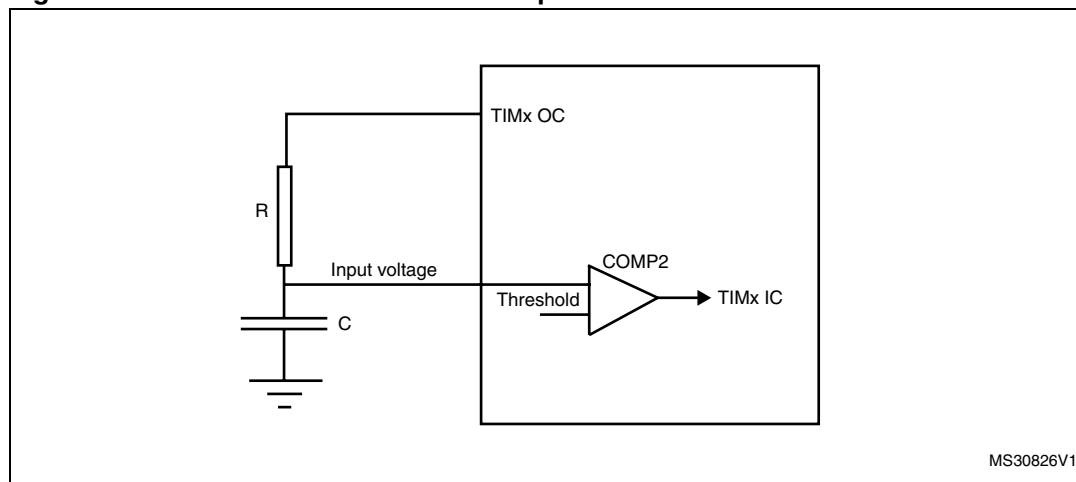 TIMx OC
R
Input voltage
COMP2
Threshold
TIMx IC
C
MS30826V1